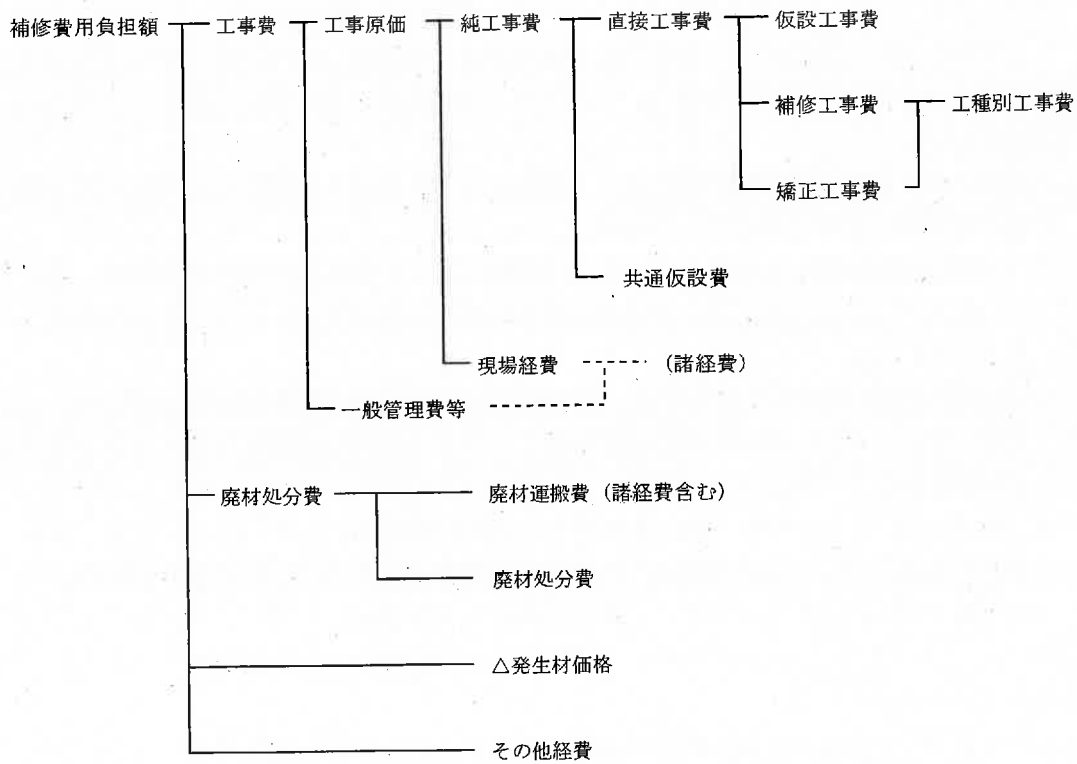 補修費用負担額 工事費 工事原価 純工事費 直接工事費 仮設工事費
補修工事費 工種別工事費
矯正工事費
共通仮設費
現場経費 (諸経費)
一般管理費等
廃材処分費 廃材運搬費 (諸経費含む)
廃材処分費
△発生材価格
その他経費